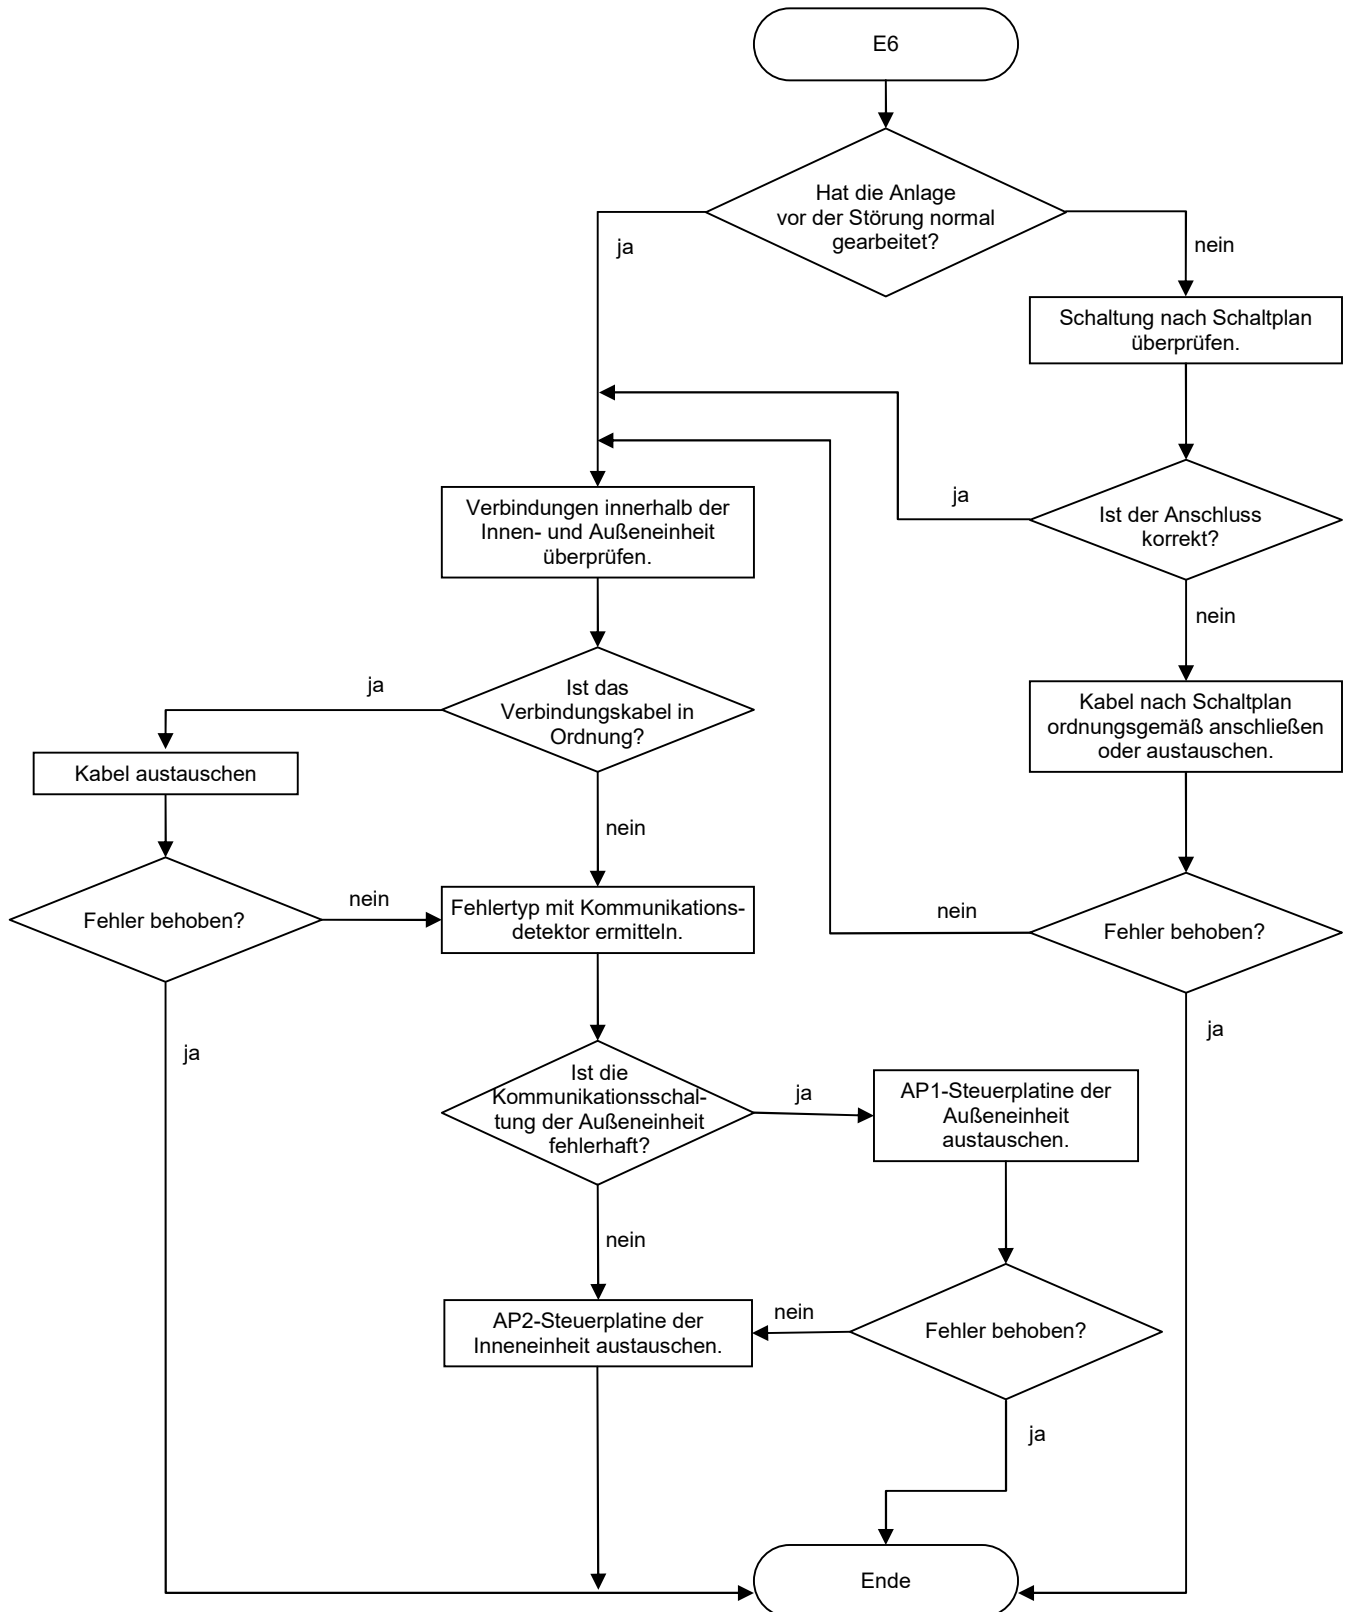 E6
Hat die Anlage
vor der Störung normal
gearbeitet?
ja
nein
Schaltung nach Schaltplan
überprüfen.
Verbindungen innerhalb der
Innen- und Außeneinheit
überprüfen.
ja
Ist der Anschluss
korrekt?
nein
ja
Ist das
Verbindungskabel in
Ordnung?
Kabel nach Schaltplan
ordnungsgemäß anschließen
oder austauschen.
Kabel austauschen
nein
Fehler behoben?
nein
Fehlertyp mit Kommunikations-
detektor ermitteln.
nein
Fehler behoben?
ja
ja
Ist die
Kommunikationsschal-
tung der Außeneinheit
fehlerhaft?
ja
AP1-Steuerplatine der
Außeneinheit
austauschen.
nein
AP2-Steuerplatine der
Inneneinheit austauschen.
nein
Fehler behoben?
ja
Ende